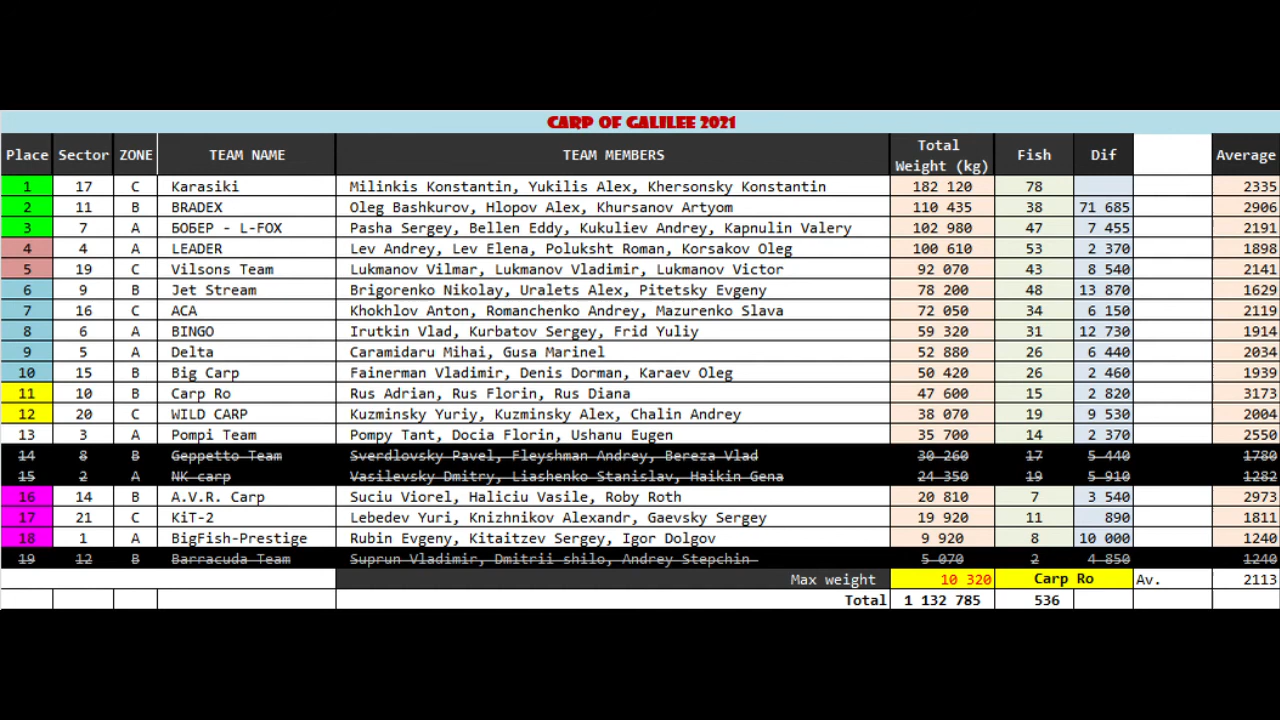 CARP OF GALILEE 2021
Place Sector ZONE TEAM NAME TEAM MEMBERS Total Weight (kg) Fish Dif Average
1 17 C Karasiki Milinkis Konstantin, Yukilis Alex, Khersonsky Konstantin 182 120 78 2335
2 11 B BRADEX Oleg Bashkurov, Hlopov Alex, Khursanov Artyom 110 435 38 71 685 2906
3 7 A БОБЕР - L-FOX Pasha Sergey, Bellen Eddy, Kukuliev Andrey, Kapnulin Valery 102 980 47 7 455 2191
4 4 A LEADER Lev Andrey, Lev Elena, Poluksht Roman, Korsakov Oleg 100 610 53 2 370 1898
5 19 C Vilsons Team Lukmanov Vilmar, Lukmanov Vladimir, Lukmanov Victor 92 070 43 8 540 2141
6 9 B Jet Stream Brigorenko Nikolay, Uralets Alex, Pitetsky Evgeny 78 200 48 13 870 1629
7 16 C ACA Khokhlov Anton, Romanchenko Andrey, Mazurenko Slava 72 050 34 6 150 2119
8 6 A BINGO Irutkin Vlad, Kurbatov Sergey, Frid Yuliy 59 320 31 12 730 1914
9 5 A Delta Caramidaru Mihai, Gusa Marinel 52 880 26 6 440 2034
10 15 B Big Carp Fainerman Vladimir, Denis Dorman, Karaev Oleg 50 420 26 2 460 1939
11 10 B Carp Ro Rus Adrian, Rus Florin, Rus Diana 47 600 15 2 820 3173
12 20 C WILD CARP Kuzminsky Yuriy, Kuzminsky Alex, Chalin Andrey 38 070 19 9 530 2004
13 3 A Pompi Team Pompy Tant, Docia Florin, Ushanu Eugen 35 700 14 2 370 2550
14 8 B Geppetto Team Sverdlovsky Pavel, Fleyshman Andrey, Bereza Vlad 30 260 17 5 440 1780
15 2 A NK carp Vasilevsky Dmitry, Liashenko Stanislav, Haikin Gena 24 350 19 5 910 1282
16 14 B A.V.R. Carp Suciu Viorel, Haliciu Vasile, Roby Roth 20 810 7 3 540 2973
17 21 C KiT-2 Lebedev Yuri, Knizhnikov Alexandr, Gaevsky Sergey 19 920 11 890 1811
18 1 A BigFish-Prestige Rubin Evgeny, Kitaitzev Sergey, Igor Dolgov 9 920 8 10 000 1240
19 12 B Barracuda Team Suprun Vladimir, Dmitrii shilo, Andrey Stepchin 5 070 2 4 850 1240
Max weight 10 320 Carp Ro Av. 2113
Total 1 132 785 536